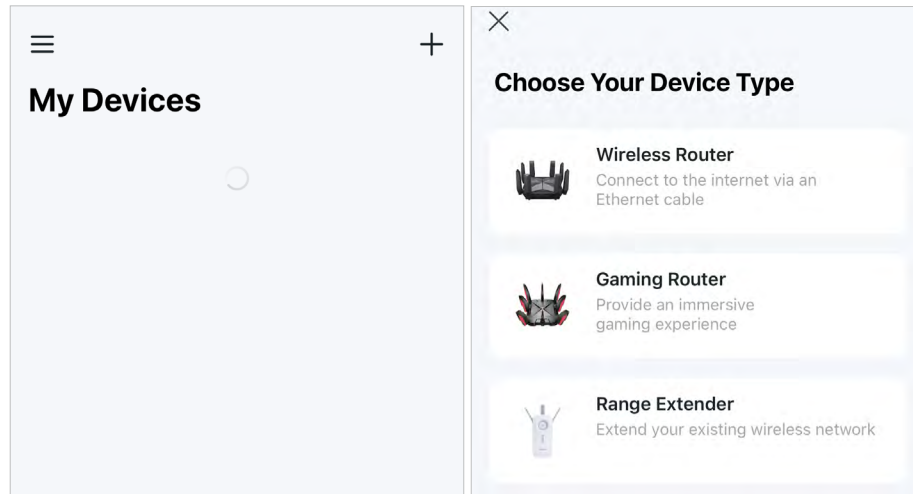 My Devices
Choose Your Device Type
Wireless Router
Connect to the internet via an
Ethernet cable
Gaming Router
Provide an immersive
gaming experience
Range Extender
Extend your existing wireless network